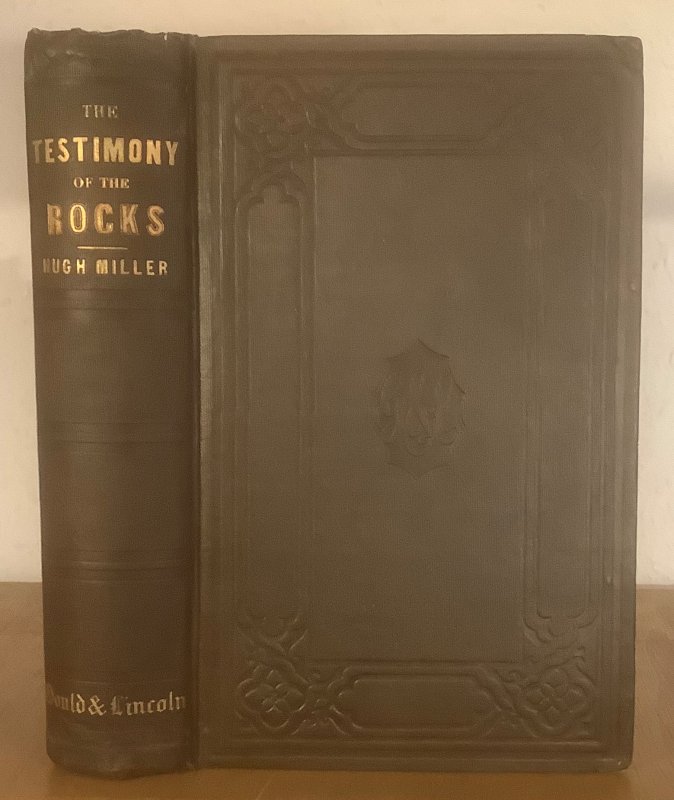 THE
TESTIMONY
OF THE
ROCKS
HUGH MILLER
Gould & Lincoln